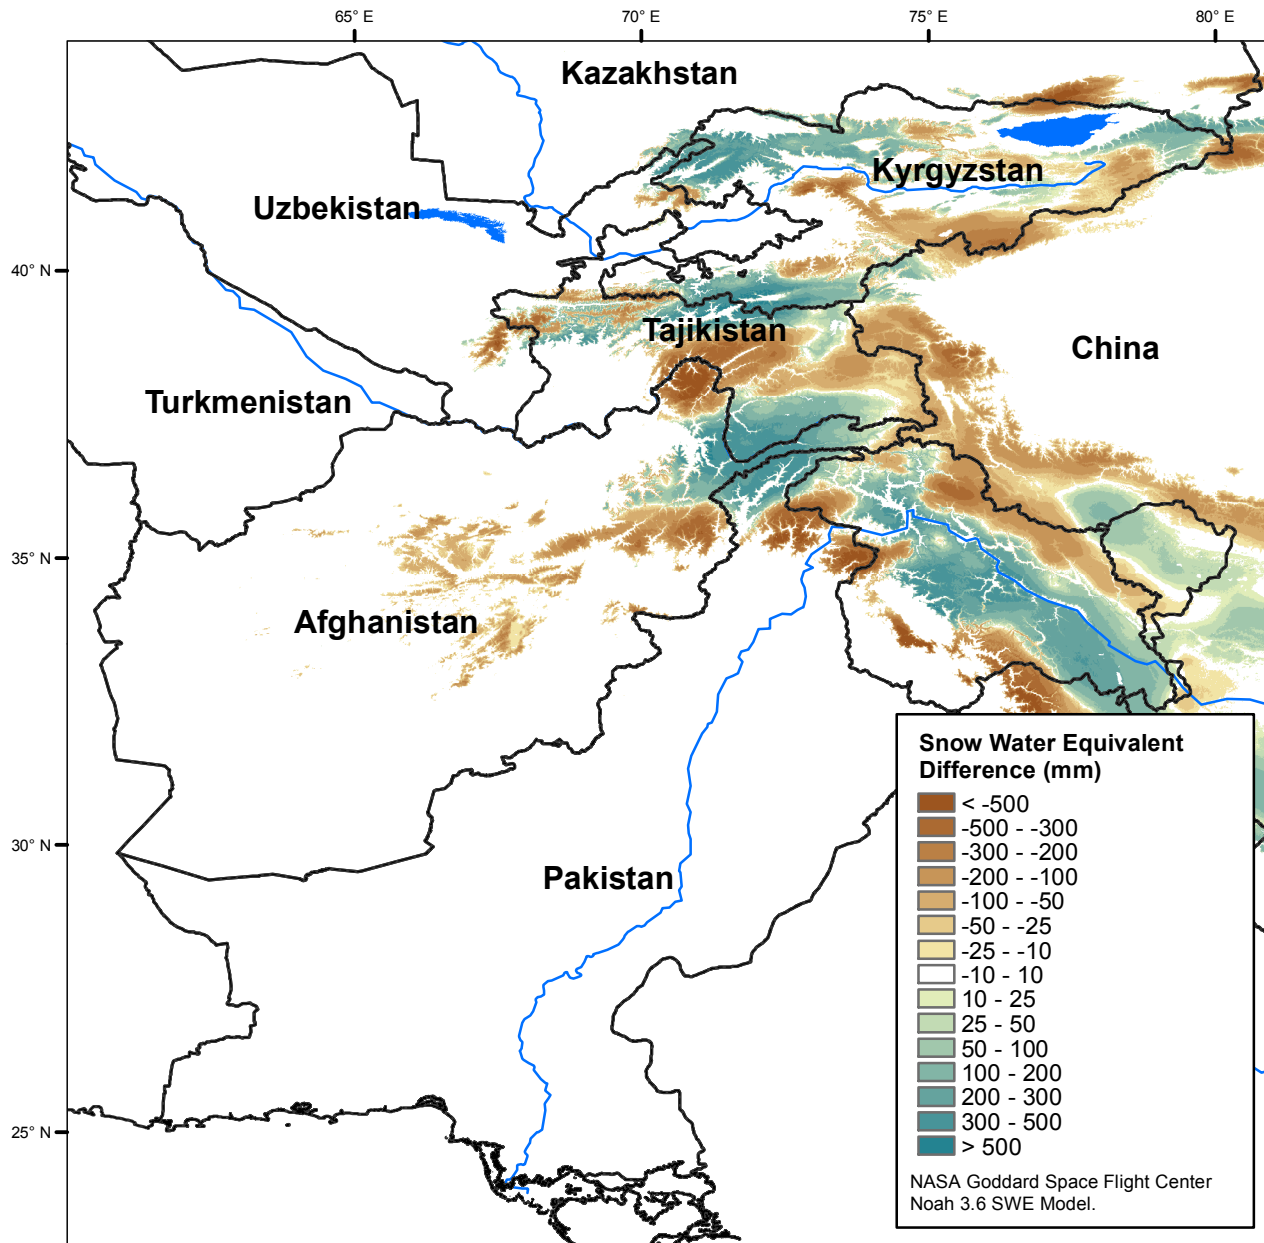 65° E
70° E
75° E
80° E
Kazakhstan
Kyrgyzstan
Uzbekistan
40° N
Tajikistan
China
Turkmenistan
35° N
Afghanistan
Snow Water Equivalent
Difference (mm)
< -500
-500 - -300
-300 - -200
-200 - -100
-100 - -50
-50 - -25
-25 - -10
-10 - 10
10 - 25
25 - 50
50 - 100
100 - 200
200 - 300
300 - 500
> 500
NASA Goddard Space Flight Center
Noah 3.6 SWE Model.
30° N
Pakistan
25° N